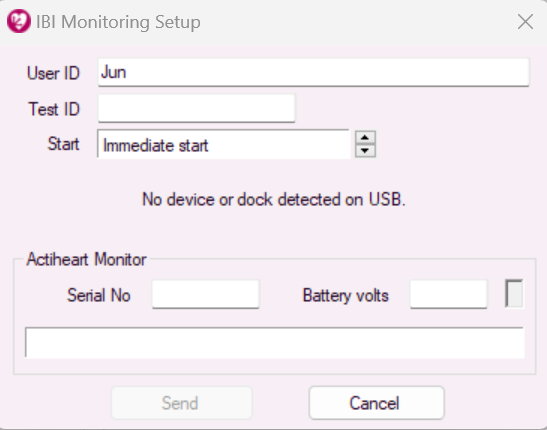 IBI Monitoring Setup
User ID Jun
Test ID
Start Immediate start
No device or dock detected on USB.
Actiheart Monitor
Serial No Battery volts
Send Cancel